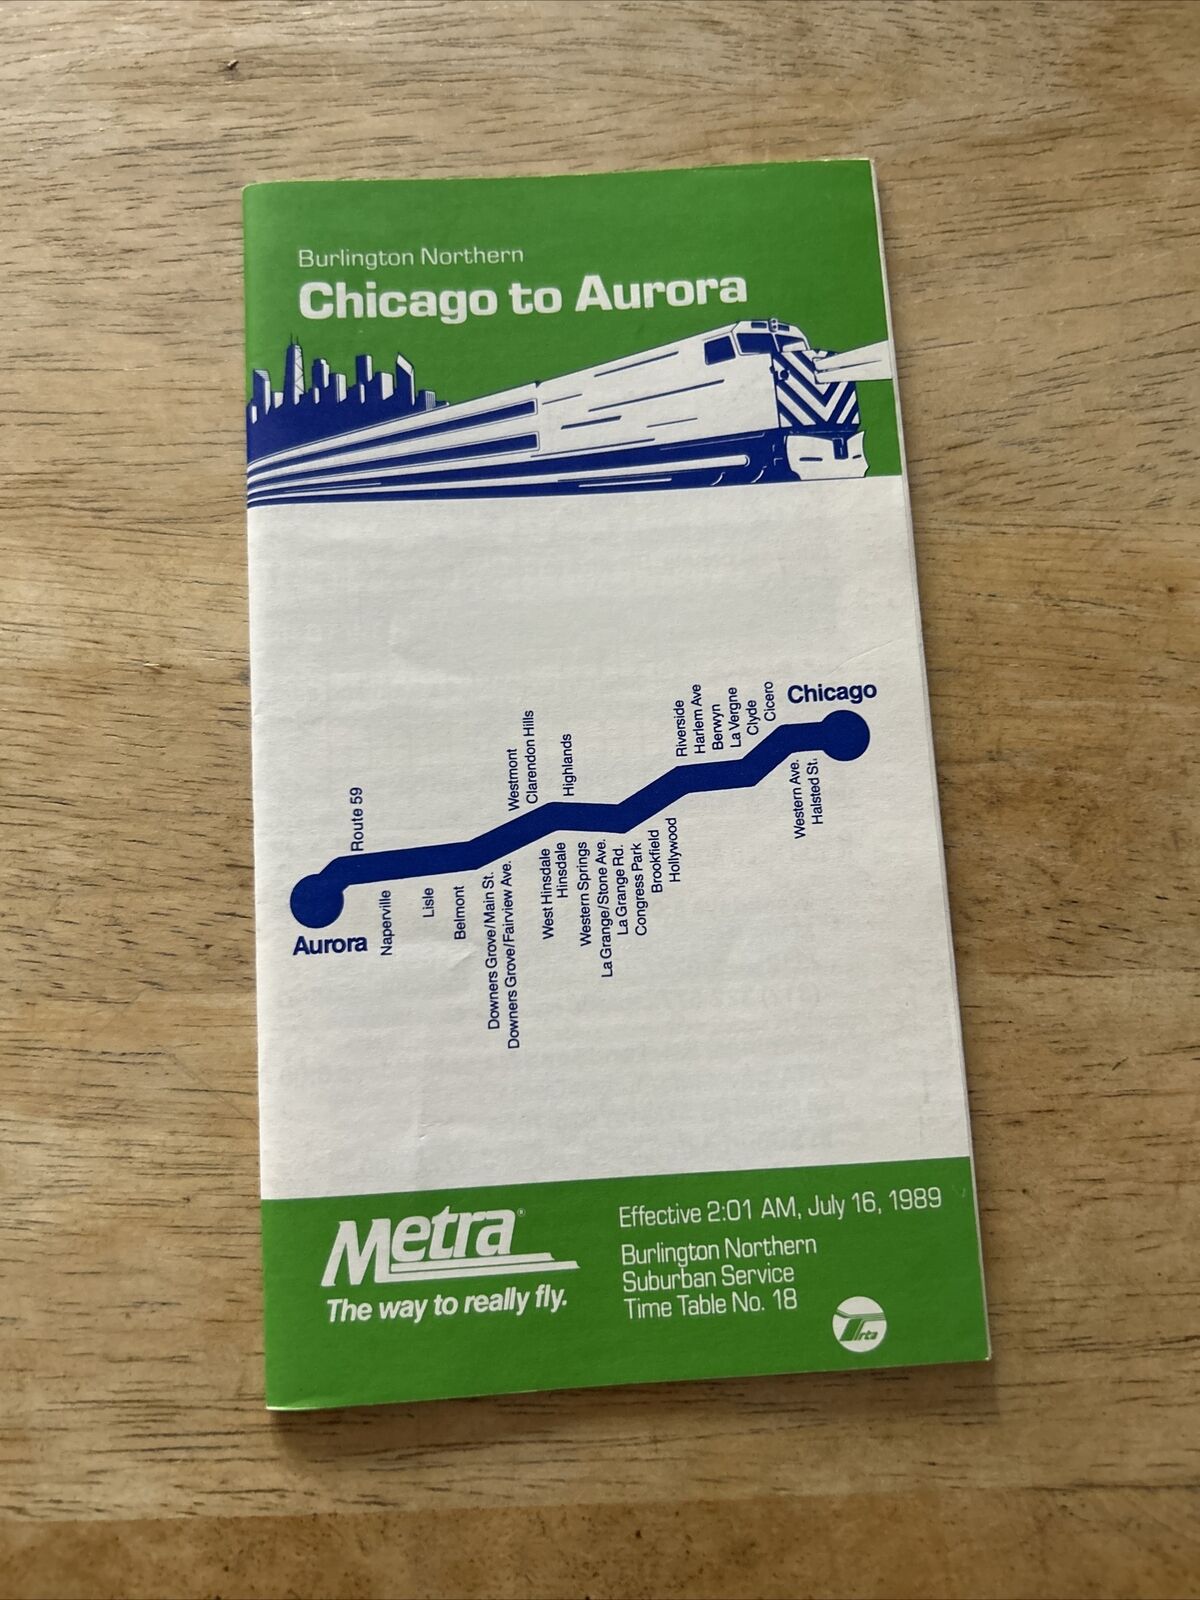 Burlington Northern
Chicago to Aurora
Chicago
Cicero
Clyde
La Vergne
Berwyn
Harlem Ave
Riverside
Highlands
Clarendon Hills
Westmont
Route 59
Halsted St.
Western Ave.
Hollywood
Brookfield
Congress Park
La Grange Rd.
La Grange/Stone Ave.
Western Springs
Hinsdale
West Hinsdale
Downers Grove/Fairview Ave.
Downers Grove/Main St.
Belmont
Lisle
Naperville
Aurora
Metra®
The way to really fly.
Effective 2:01 AM, July 16, 1989
Burlington Northern
Suburban Service
Time Table No. 18
rta